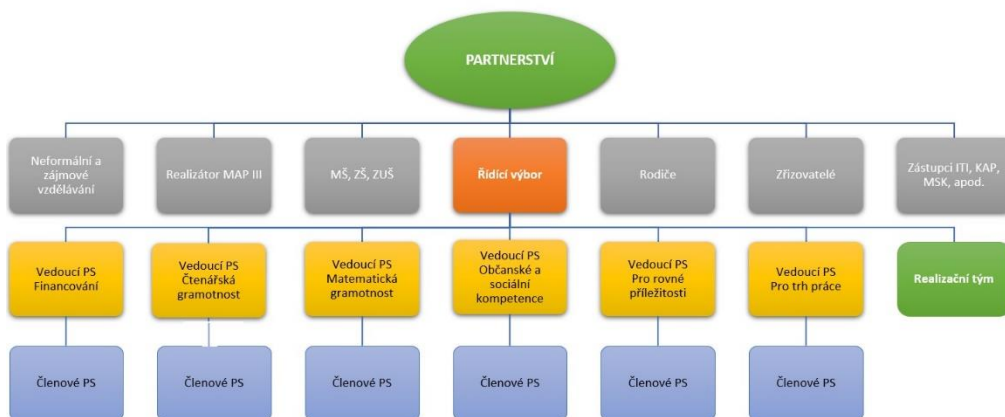 PARTNERSTVÍ
Neformální a
zájmové
vzdělávání
Realizátor MAP III
MŠ, ZŠ, ZUŠ
Řídící výbor
Rodiče
Zřizovatelé
Zástupci ITI, KAP,
MSK, apod.
Vedoucí PS
Financování
Vedoucí PS
Čtenářská
gramotnost
Vedoucí PS
Matematická
gramotnost
Vedoucí PS
Občanské a
sociální
kompetence
Vedoucí PS
Pro rovné
příležitosti
Vedoucí PS
Pro trh práce
Realizační tým
Členové PS
Členové PS
Členové PS
Členové PS
Členové PS
Členové PS